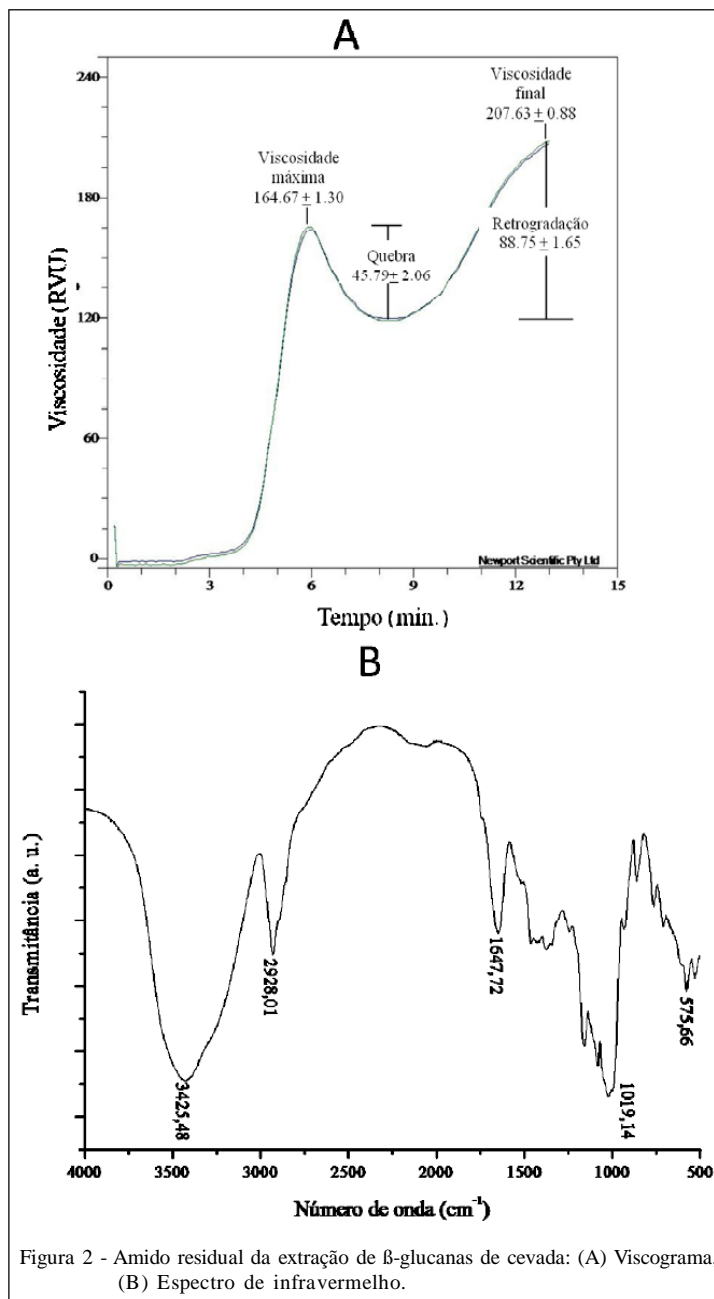 A
Viscosidade (RVU)
240
180
120
60
0
Viscosidade
máxima
164.67 ± 1.30
Quebra
45.79± 2.06
Viscosidade
final
207.63 ± 0.88
Retrogradação
88.75 ± 1.65
Newport Scientific Pty Ltd
0 3 6 9 12 15
Tempo (min.)
B
Transmitância (a. u.)
3425,48
2928,01
1647,72
1019,14
575,66
4000 3500 3000 2500 2000 1500 1000 500
Número de onda (cm⁻¹)
Figura 2 - Amido residual da extração de ß-glucanas de cevada: (A) Viscograma.
(B) Espectro de infravermelho.